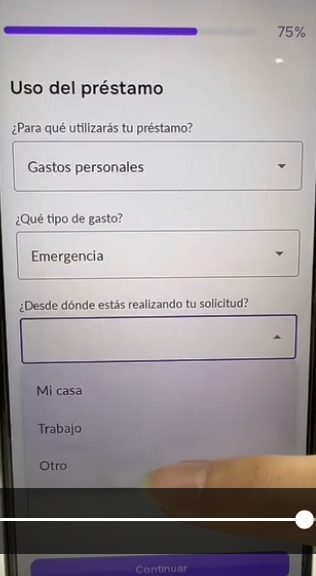 75%
Uso del préstamo
¿Para qué utilizarás tu préstamo?
Gastos personales
¿Qué tipo de gasto?
Emergencia
¿Desde dónde estás realizando tu solicitud?
Mi casa
Trabajo
Otro
Continuar